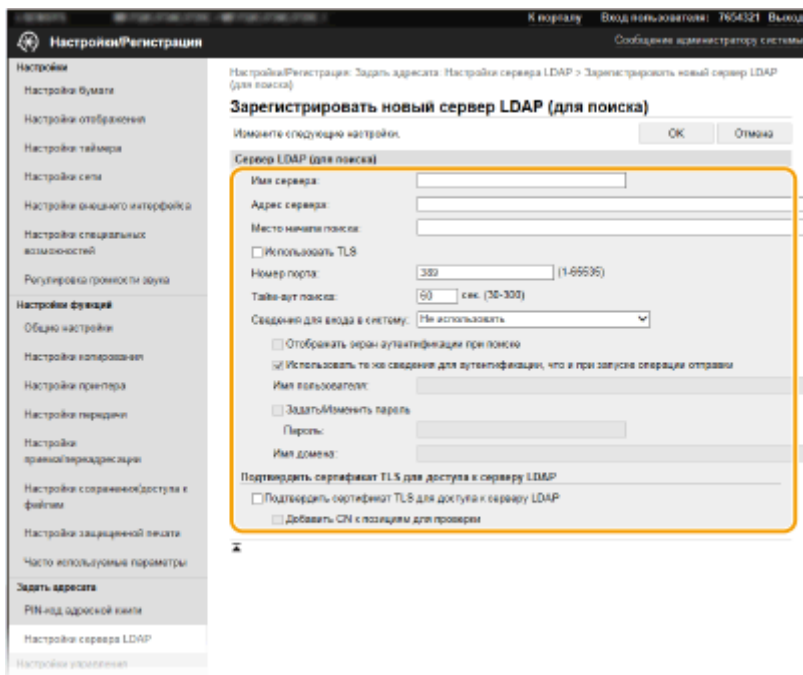 К порталу Вход пользователя: 7654321 Выход
Настройки/Регистрация
Сообщение администратору системы
Настройки
Настройки бумаги
Настройки отображения
Настройки таймера
Настройки сети
Настройки внешнего интерфейса
Настройки специальных
возможностей
Регулировка громкости звука
Настройки функций
Общие настройки
Настройки копирования
Настройки принтера
Настройки передачи
Настройки
приема/переадресации
Настройки сохранения/доступа к
файлам
Настройки защищенной печати
Часто используемые параметры
Задать адресата
PIN-код адресной книги
Настройки сервера LDAP
Настройки управления
Настройки/Регистрация: Задать адресата: Настройки сервера LDAP > Зарегистрировать новый сервер LDAP
(для поиска)
Зарегистрировать новый сервер LDAP (для поиска)
Измените следующие настройки.
OK Отмена
Сервер LDAP (для поиска)
Имя сервера:
Адрес сервера:
Место начала поиска:
Использовать TLS
Номер порта: 389 (1-65535)
Тайм-аут поиска: 60 сек. (30-300)
Сведения для входа в систему: Не использовать
Отображать экран аутентификации при поиске
Использовать те же сведения для аутентификации, что и при запуске операции отправки
Имя пользователя:
Задать/Изменить пароль
Пароль:
Имя домена:
Подтвердить сертификат TLS для доступа к серверу LDAP
Подтвердить сертификат TLS для доступа к серверу LDAP
Добавить CN к позициям для проверки